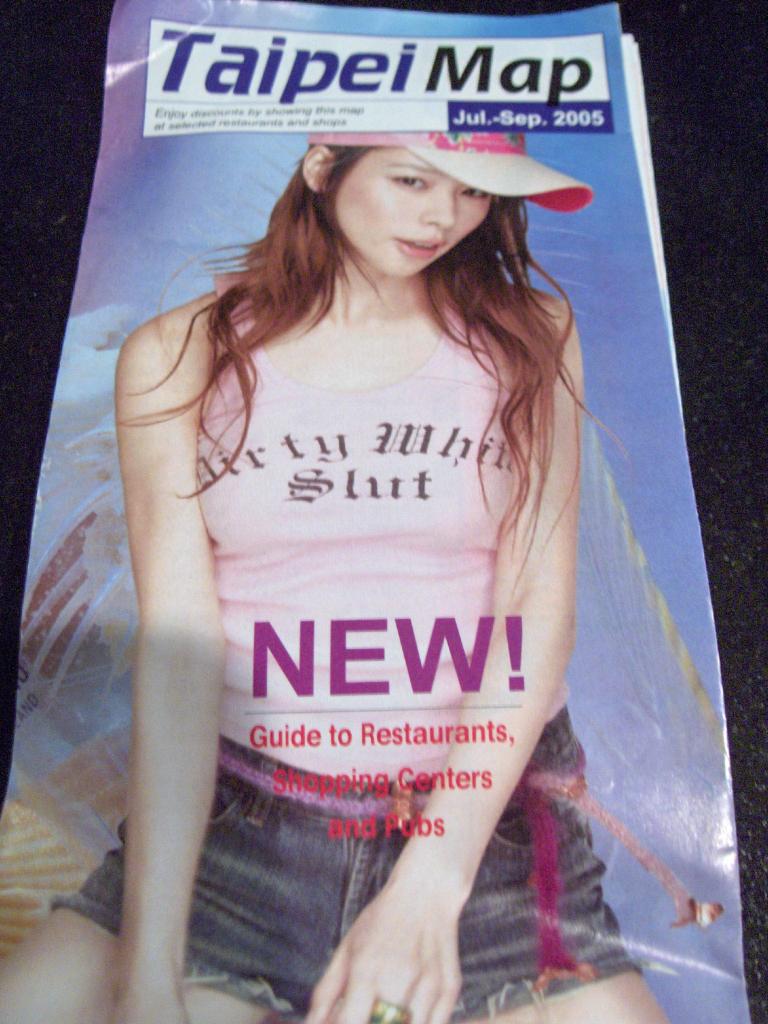 Taipei Map
Enjoy discounts by showing this map
at selected restaurants and shops
Jul.-Sep. 2005
Dirty Whit
Slut
NEW!
Guide to Restaurants,
Shopping Centers
and Pubs